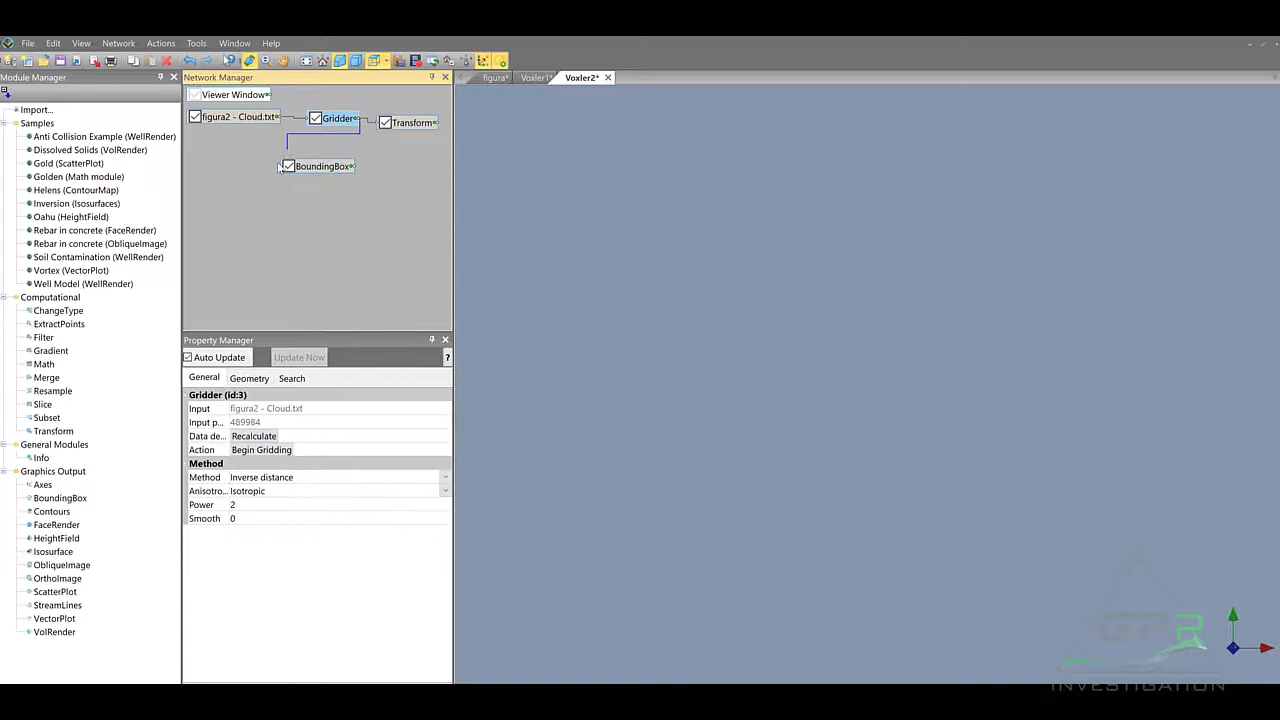 File Edit View Network Actions Tools Window Help
Module Manager
Import...
Samples
Anti Collision Example (WellRender)
Dissolved Solids (VolRender)
Gold (ScatterPlot)
Golden (Math module)
Helens (ContourMap)
Inversion (Isosurfaces)
Oahu (HeightField)
Rebar in concrete (FaceRender)
Rebar in concrete (ObliqueImage)
Soil Contamination (WellRender)
Vortex (VectorPlot)
Well Model (WellRender)
Computational
ChangeType
ExtractPoints
Filter
Gradient
Math
Merge
Resample
Slice
Subset
Transform
General Modules
Info
Graphics Output
Axes
BoundingBox
Contours
FaceRender
HeightField
Isosurface
ObliqueImage
OrthoImage
ScatterPlot
StreamLines
VectorPlot
VolRender
Network Manager
Viewer Window
figura2 - Cloud.txt Gridder Transform
BoundingBox
Property Manager
Auto Update Update Now ?
General Geometry Search
Gridder (id:3)
Input figura2 - Cloud.txt
Input p... 489984
Data de... Recalculate
Action Begin Gridding
Method
Method Inverse distance
Anisotro... Isotropic
Power 2
Smooth 0
figura* Voxler1* Voxler2*
GPR
INVESTIGATION